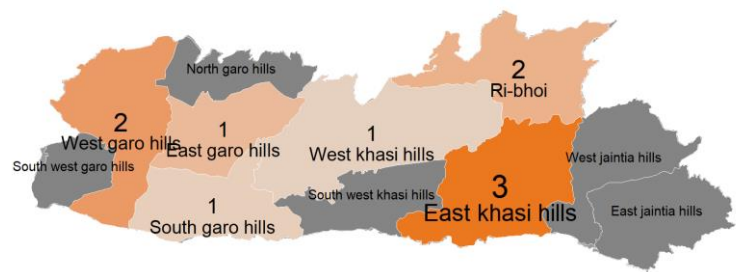 North garo hills
2
Ri-bhoi
2
West garo hills
1
East garo hills
1
West khasi hills
South west garo hills
West jaintia hills
South west khasi hills
3
East khasi hills
1
South garo hills
East jaintia hills